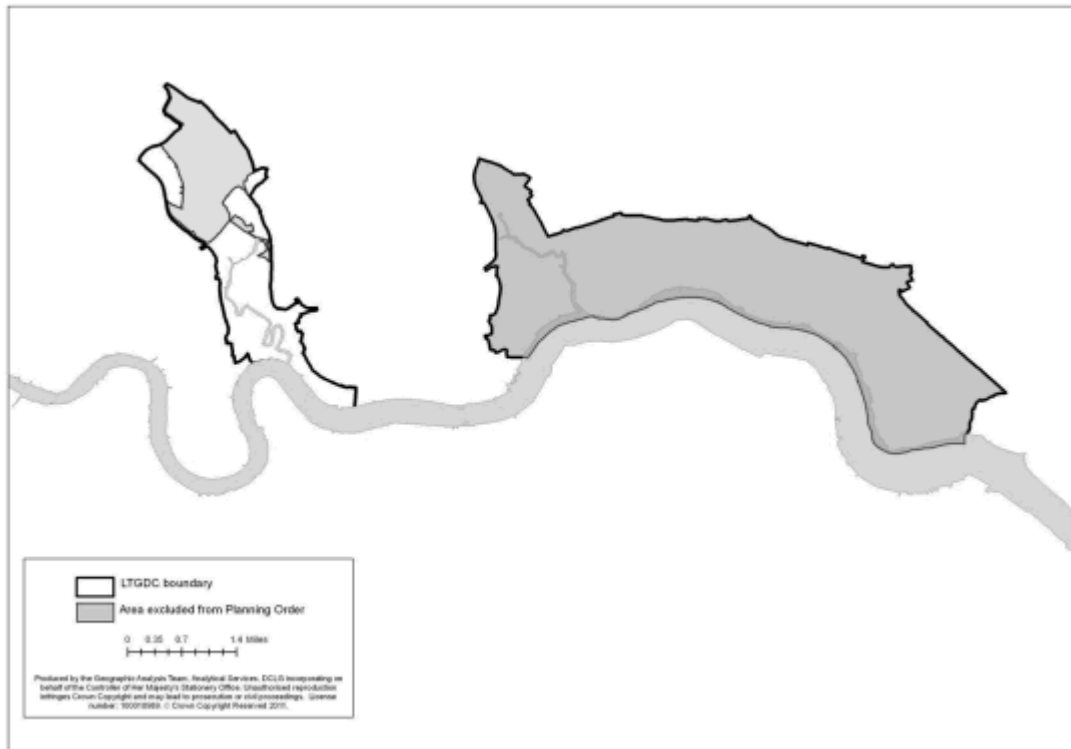 LTGDC boundary
Area excluded from Planning Order
0 0.35 0.7 1.4 Miles
Produced by the Geographic Analysis Team, Analytical Services, DCLG incorporating on
behalf of the Controller of Her Majesty's Stationery Office. Unauthorised reproduction
infringes Crown Copyright and may lead to prosecution or civil proceedings. License
number: 100018986. © Crown Copyright Reserved 2011.